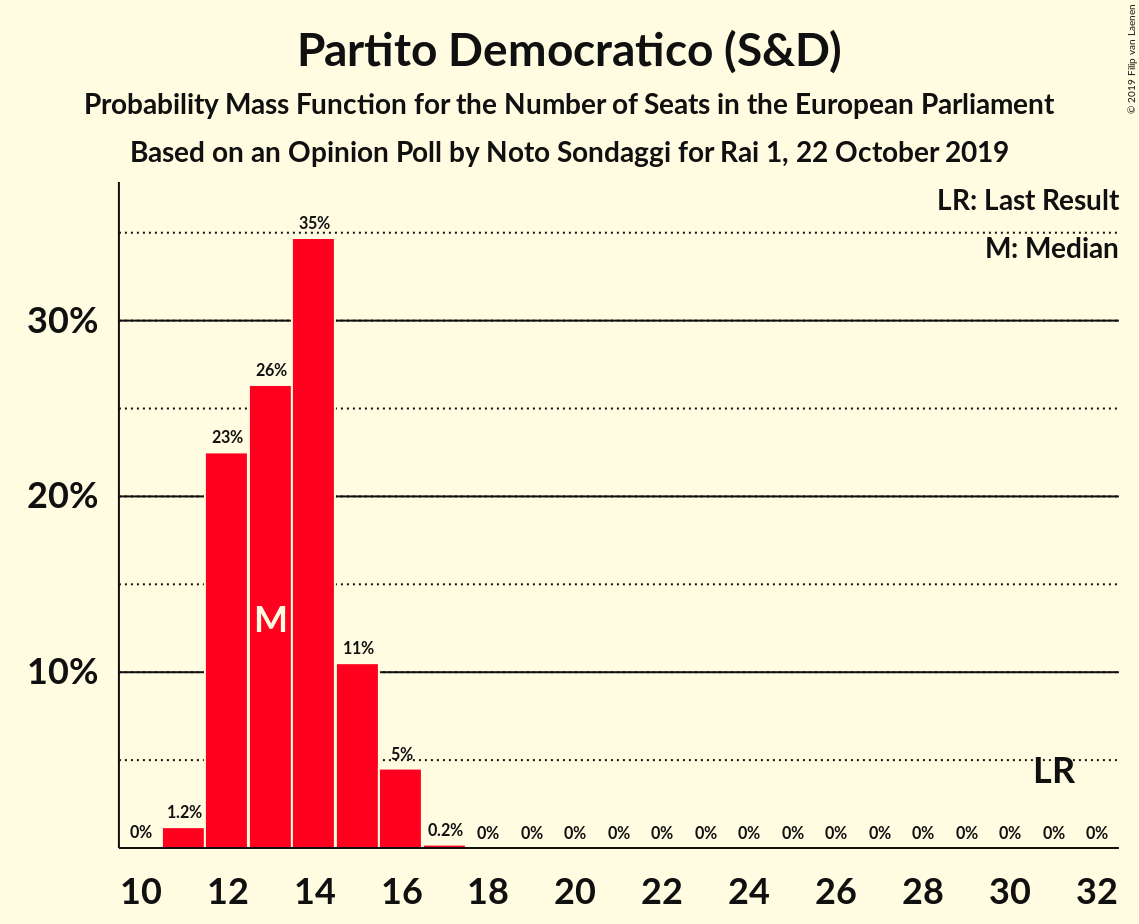 Partito Democratico (S&D)
Probability Mass Function for the Number of Seats in the European Parliament
Based on an Opinion Poll by Noto Sondaggi for Rai 1, 22 October 2019
© 2019 Filip van Laenen
LR: Last Result
M: Median
35%
30%
26%
23%
20%
M
11%
10%
5%
LR
0% 1.2% 0.2% 0% 0% 0% 0% 0% 0% 0% 0% 0% 0% 0% 0% 0% 0% 0%
10 12 14 16 18 20 22 24 26 28 30 32